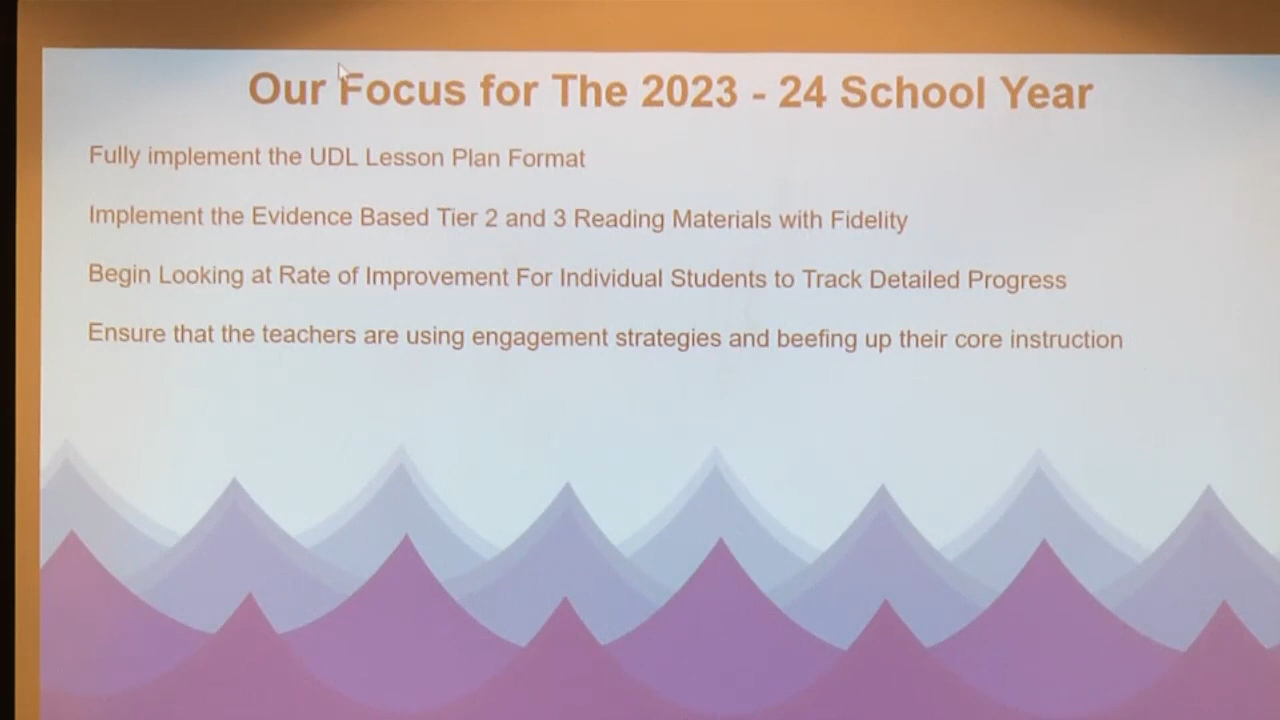 Our Focus for The 2023 - 24 School Year
Fully implement the UDL Lesson Plan Format
Implement the Evidence Based Tier 2 and 3 Reading Materials with Fidelity
Begin Looking at Rate of Improvement For Individual Students to Track Detailed Progress
Ensure that the teachers are using engagement strategies and beefing up their core instruction